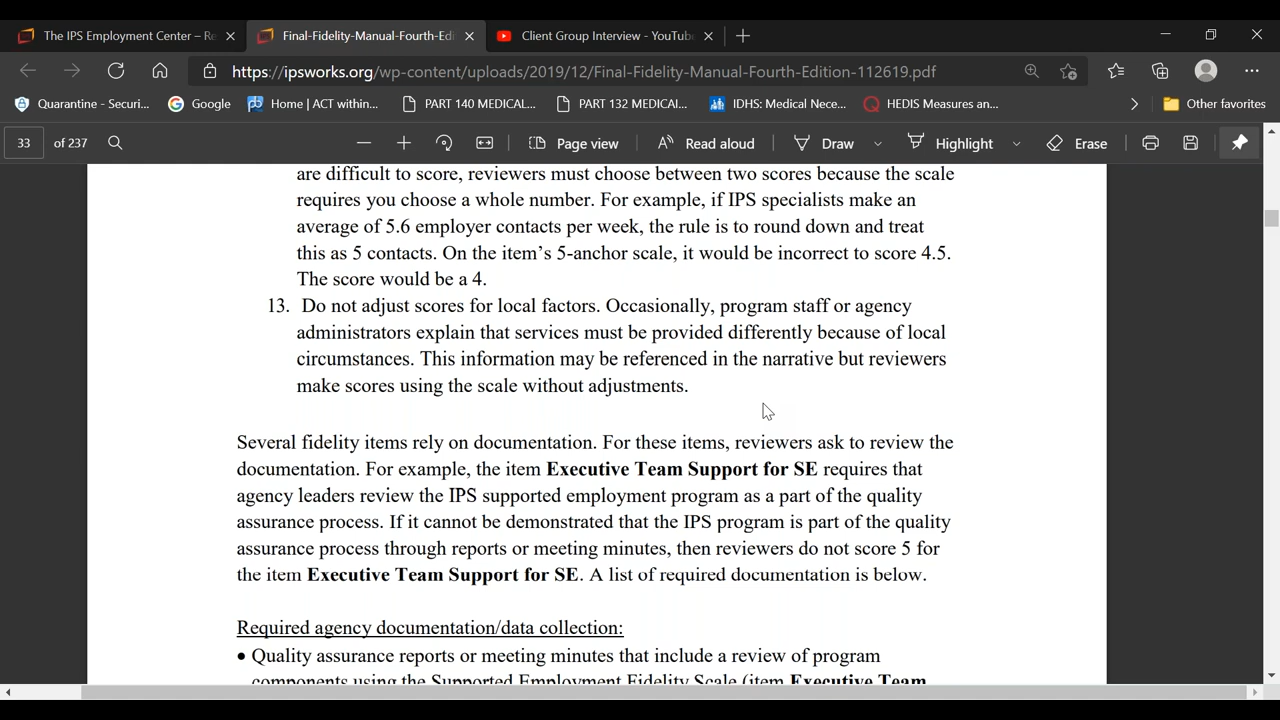 The IPS Employment Center – Re
Final-Fidelity-Manual-Fourth-Edi
Client Group Interview - YouTube
https://ipsworks.org/wp-content/uploads/2019/12/Final-Fidelity-Manual-Fourth-Edition-112619.pdf
Quarantine - Securi... Google Home | ACT within... PART 140 MEDICAL... PART 132 MEDICAL... IDHS: Medical Nece... HEDIS Measures an... Other favorites
33 of 237 Page view Read aloud Draw Highlight Erase
are difficult to score, reviewers must choose between two scores because the scale
requires you choose a whole number. For example, if IPS specialists make an
average of 5.6 employer contacts per week, the rule is to round down and treat
this as 5 contacts. On the item’s 5-anchor scale, it would be incorrect to score 4.5.
The score would be a 4.
13. Do not adjust scores for local factors. Occasionally, program staff or agency
administrators explain that services must be provided differently because of local
circumstances. This information may be referenced in the narrative but reviewers
make scores using the scale without adjustments.
Several fidelity items rely on documentation. For these items, reviewers ask to review the
documentation. For example, the item Executive Team Support for SE requires that
agency leaders review the IPS supported employment program as a part of the quality
assurance process. If it cannot be demonstrated that the IPS program is part of the quality
assurance process through reports or meeting minutes, then reviewers do not score 5 for
the item Executive Team Support for SE. A list of required documentation is below.
Required agency documentation/data collection:
• Quality assurance reports or meeting minutes that include a review of program
components using the Supported Employment Fidelity Scale (item Executive Team